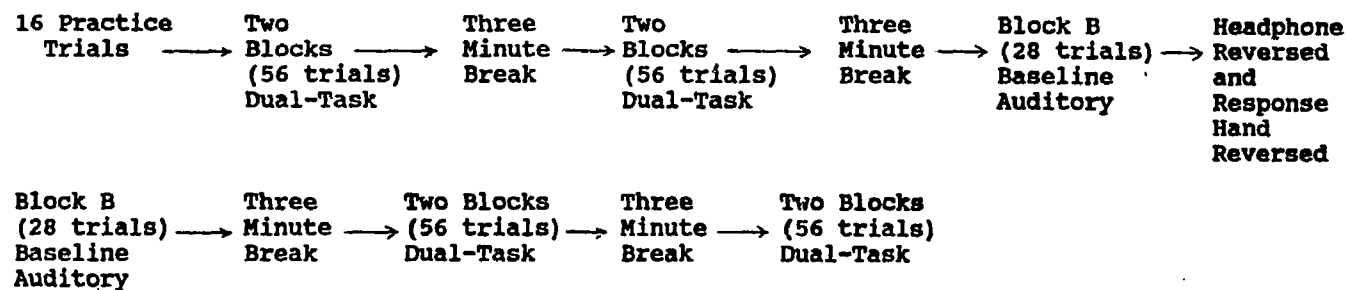 16 Practice Trials → Two Blocks (56 trials) Dual-Task → Three Minute Break → Two Blocks (56 trials) Dual-Task → Three Minute Break → Block B (28 trials) Baseline Auditory → Headphone Reversed and Response Hand Reversed
Block B (28 trials) Baseline Auditory → Three Minute Break → Two Blocks (56 trials) Dual-Task → Three Minute Break → Two Blocks (56 trials) Dual-Task